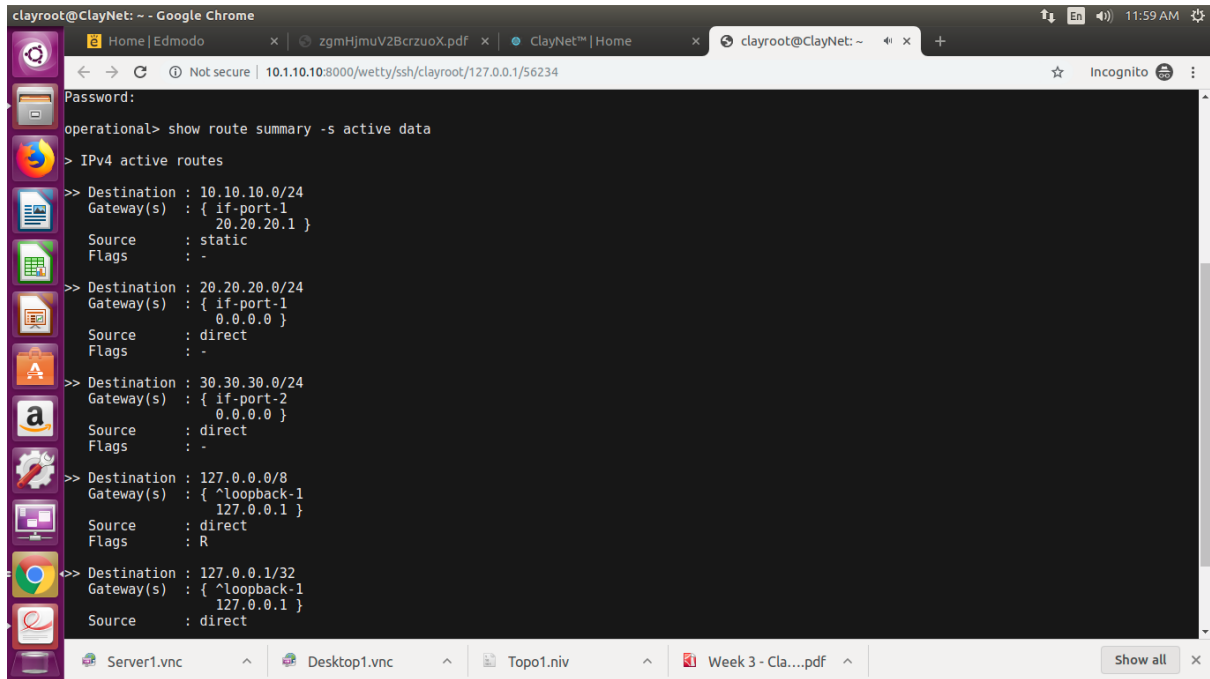 clayroot@ClayNet: ~ - Google Chrome
En 11:59 AM
ë Home | Edmodo × zgmHjmuV2BcrzuoX.pdf × ClayNet™ | Home × clayroot@ClayNet: ~ × +
Not secure | 10.1.10.10:8000/wetty/ssh/clayroot/127.0.0.1/56234 Incognito
Password:
operational> show route summary -s active data
> IPv4 active routes
>> Destination : 10.10.10.0/24
Gateway(s) : { if-port-1
20.20.20.1 }
Source : static
Flags : -
>> Destination : 20.20.20.0/24
Gateway(s) : { if-port-1
0.0.0.0 }
Source : direct
Flags : -
>> Destination : 30.30.30.0/24
Gateway(s) : { if-port-2
0.0.0.0 }
Source : direct
Flags : -
>> Destination : 127.0.0.0/8
Gateway(s) : { ^loopback-1
127.0.0.1 }
Source : direct
Flags : R
>> Destination : 127.0.0.1/32
Gateway(s) : { ^loopback-1
127.0.0.1 }
Source : direct
Server1.vnc Desktop1.vnc Topo1.niv Week 3 - Cla....pdf Show all ×